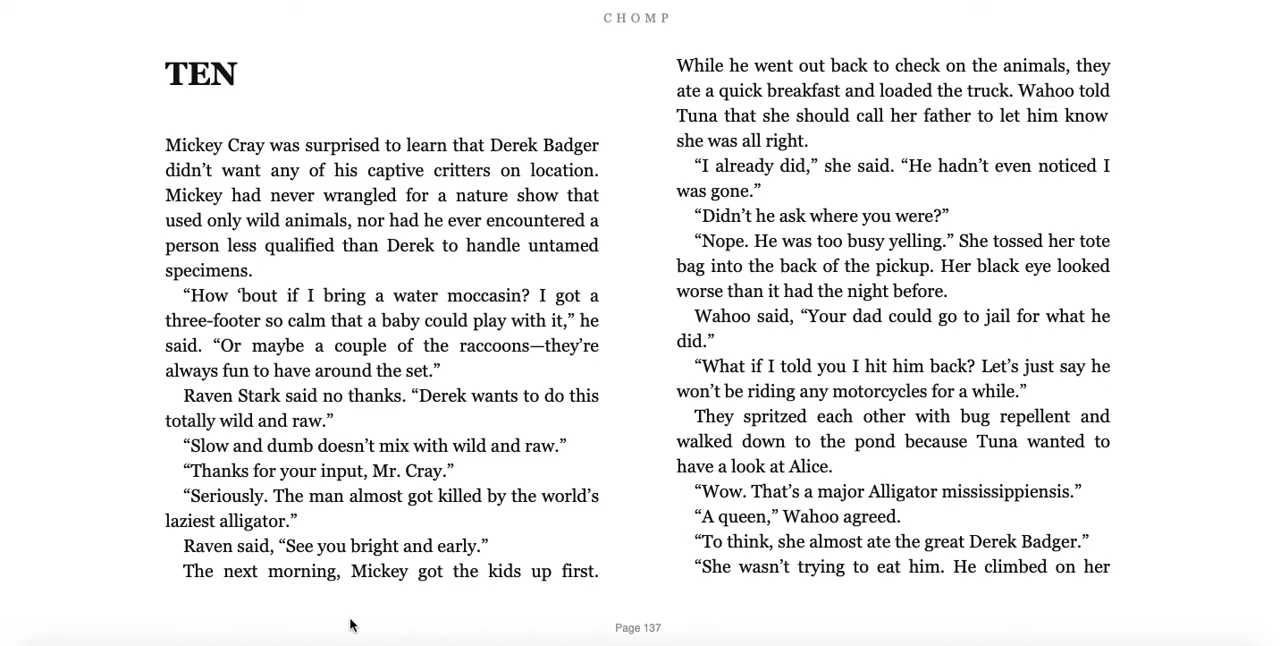 CHOMP
TEN
Mickey Cray was surprised to learn that Derek Badger
didn’t want any of his captive critters on location.
Mickey had never wrangled for a nature show that
used only wild animals, nor had he ever encountered a
person less qualified than Derek to handle untamed
specimens.
“How ‘bout if I bring a water moccasin? I got a
three-footer so calm that a baby could play with it,” he
said. “Or maybe a couple of the raccoons—they’re
always fun to have around the set.”
Raven Stark said no thanks. “Derek wants to do this
totally wild and raw.”
“Slow and dumb doesn’t mix with wild and raw.”
“Thanks for your input, Mr. Cray.”
“Seriously. The man almost got killed by the world’s
laziest alligator.”
Raven said, “See you bright and early.”
The next morning, Mickey got the kids up first.
While he went out back to check on the animals, they
ate a quick breakfast and loaded the truck. Wahoo told
Tuna that she should call her father to let him know
she was all right.
“I already did,” she said. “He hadn’t even noticed I
was gone.”
“Didn’t he ask where you were?”
“Nope. He was too busy yelling.” She tossed her tote
bag into the back of the pickup. Her black eye looked
worse than it had the night before.
Wahoo said, “Your dad could go to jail for what he
did.”
“What if I told you I hit him back? Let’s just say he
won’t be riding any motorcycles for a while.”
They spritzed each other with bug repellent and
walked down to the pond because Tuna wanted to
have a look at Alice.
“Wow. That’s a major Alligator mississippiensis.”
“A queen,” Wahoo agreed.
“To think, she almost ate the great Derek Badger.”
“She wasn’t trying to eat him. He climbed on her
Page 137